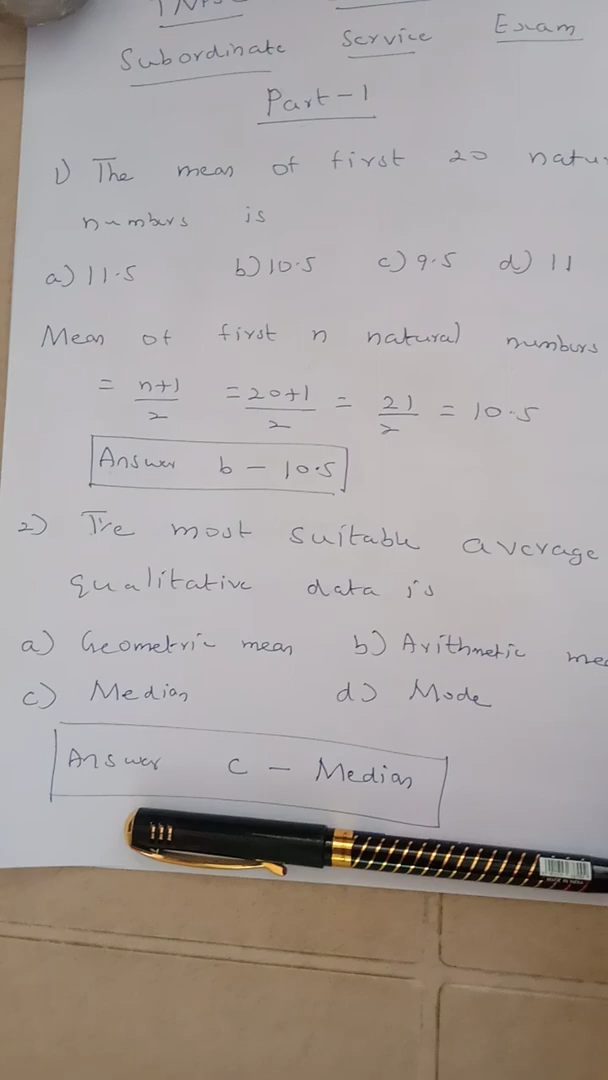 Subordinate Service Exam
Part-1
1) The mean of first 20 natu
numbers is
a) 11.5 b) 10.5 c) 9.5 d) 11
Mean of first n natural numbers
= n+1/2 = 20+1/2 = 21/2 = 10.5
Answer b - 10.5
2) The most suitable average
qualitative data is
a) Geometric mean b) Arithmetic mea
c) Median d) Mode
Answer c - Median